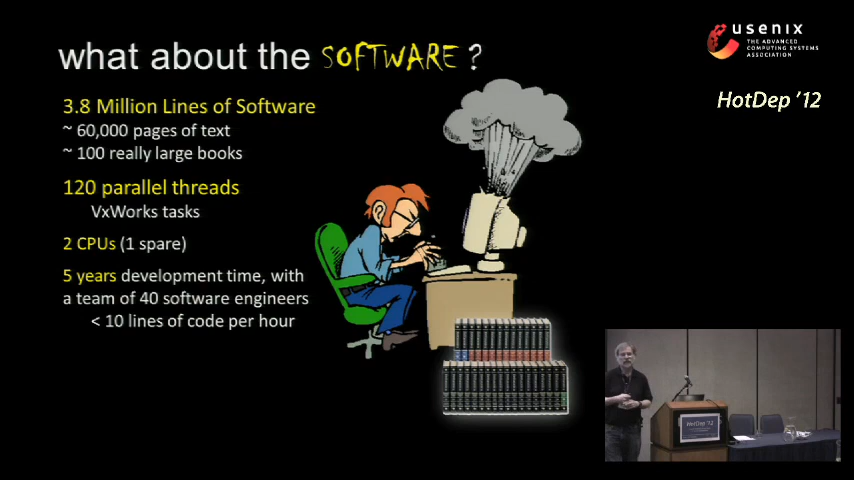 what about the SOFTWARE ?
usenix
THE ADVANCED
COMPUTING SYSTEMS
ASSOCIATION
HotDep '12
3.8 Million Lines of Software
~ 60,000 pages of text
~ 100 really large books
120 parallel threads
VxWorks tasks
2 CPUs (1 spare)
5 years development time, with
a team of 40 software engineers
< 10 lines of code per hour
HotDep '12